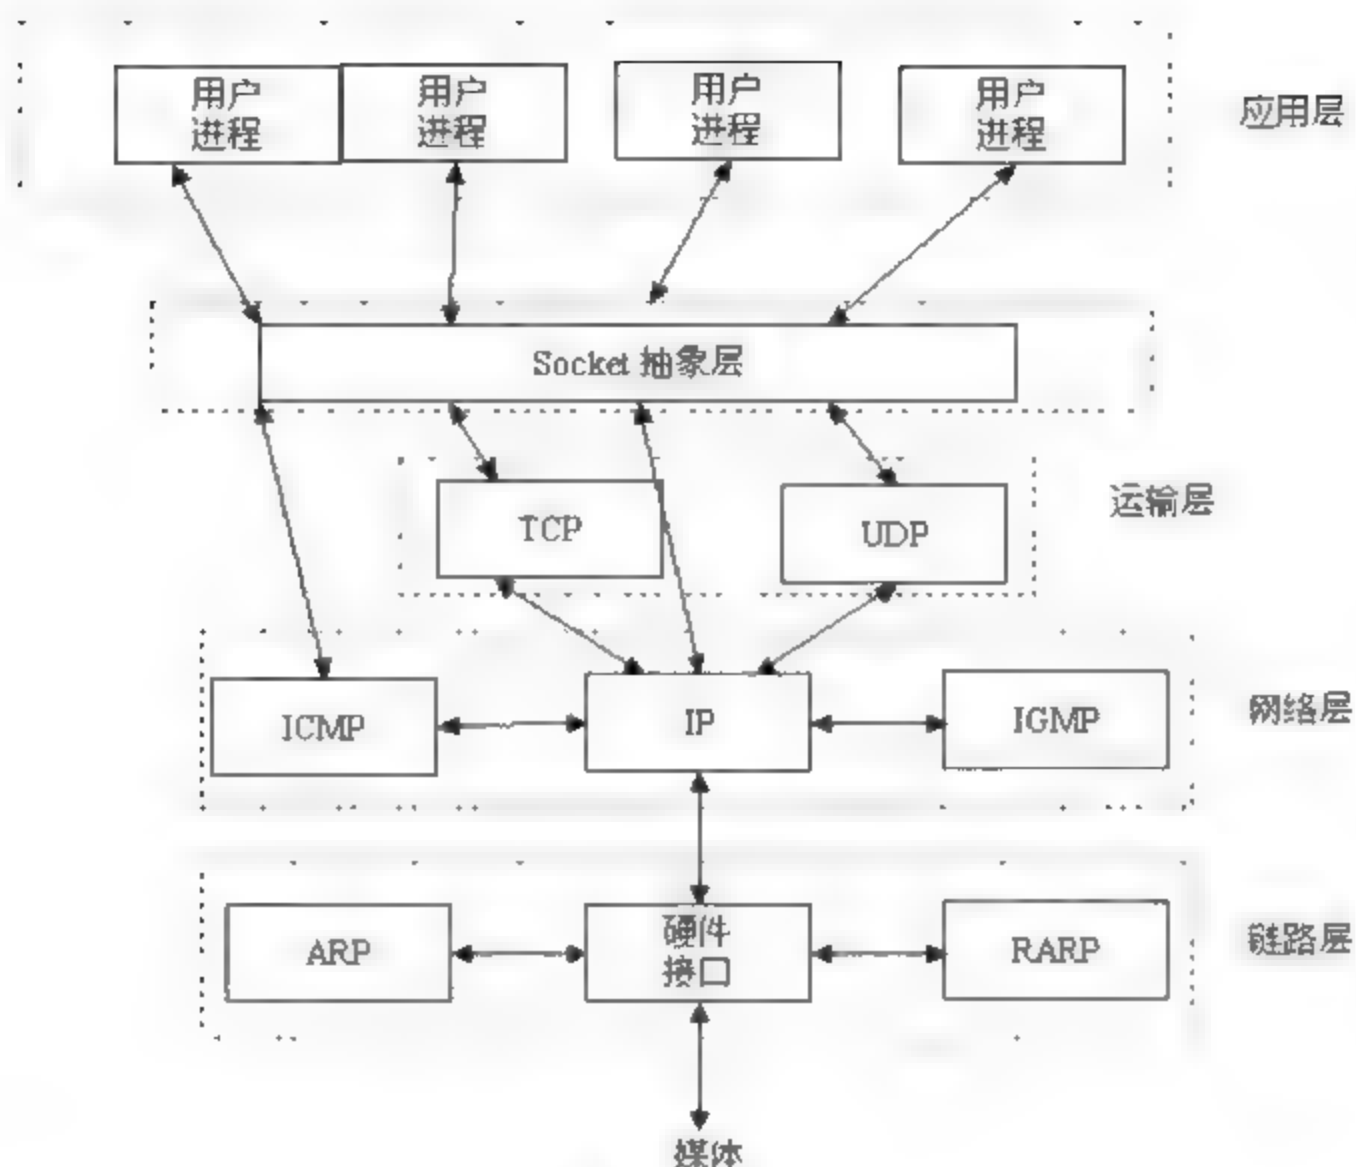 用户
进程
用户
进程
用户
进程
用户
进程
应用层
Socket 抽象层
TCP
UDP
运输层
ICMP
IP
IGMP
网络层
ARP
硬件
接口
RARP
链路层
媒体